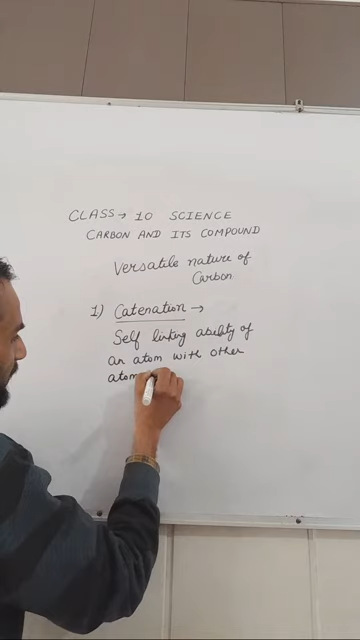 CLASS → 10 SCIENCE
CARBON AND ITS COMPOUND
Versatile nature of
Carbon
1) Catenation →
Self linking ability of
an atom with other
atom